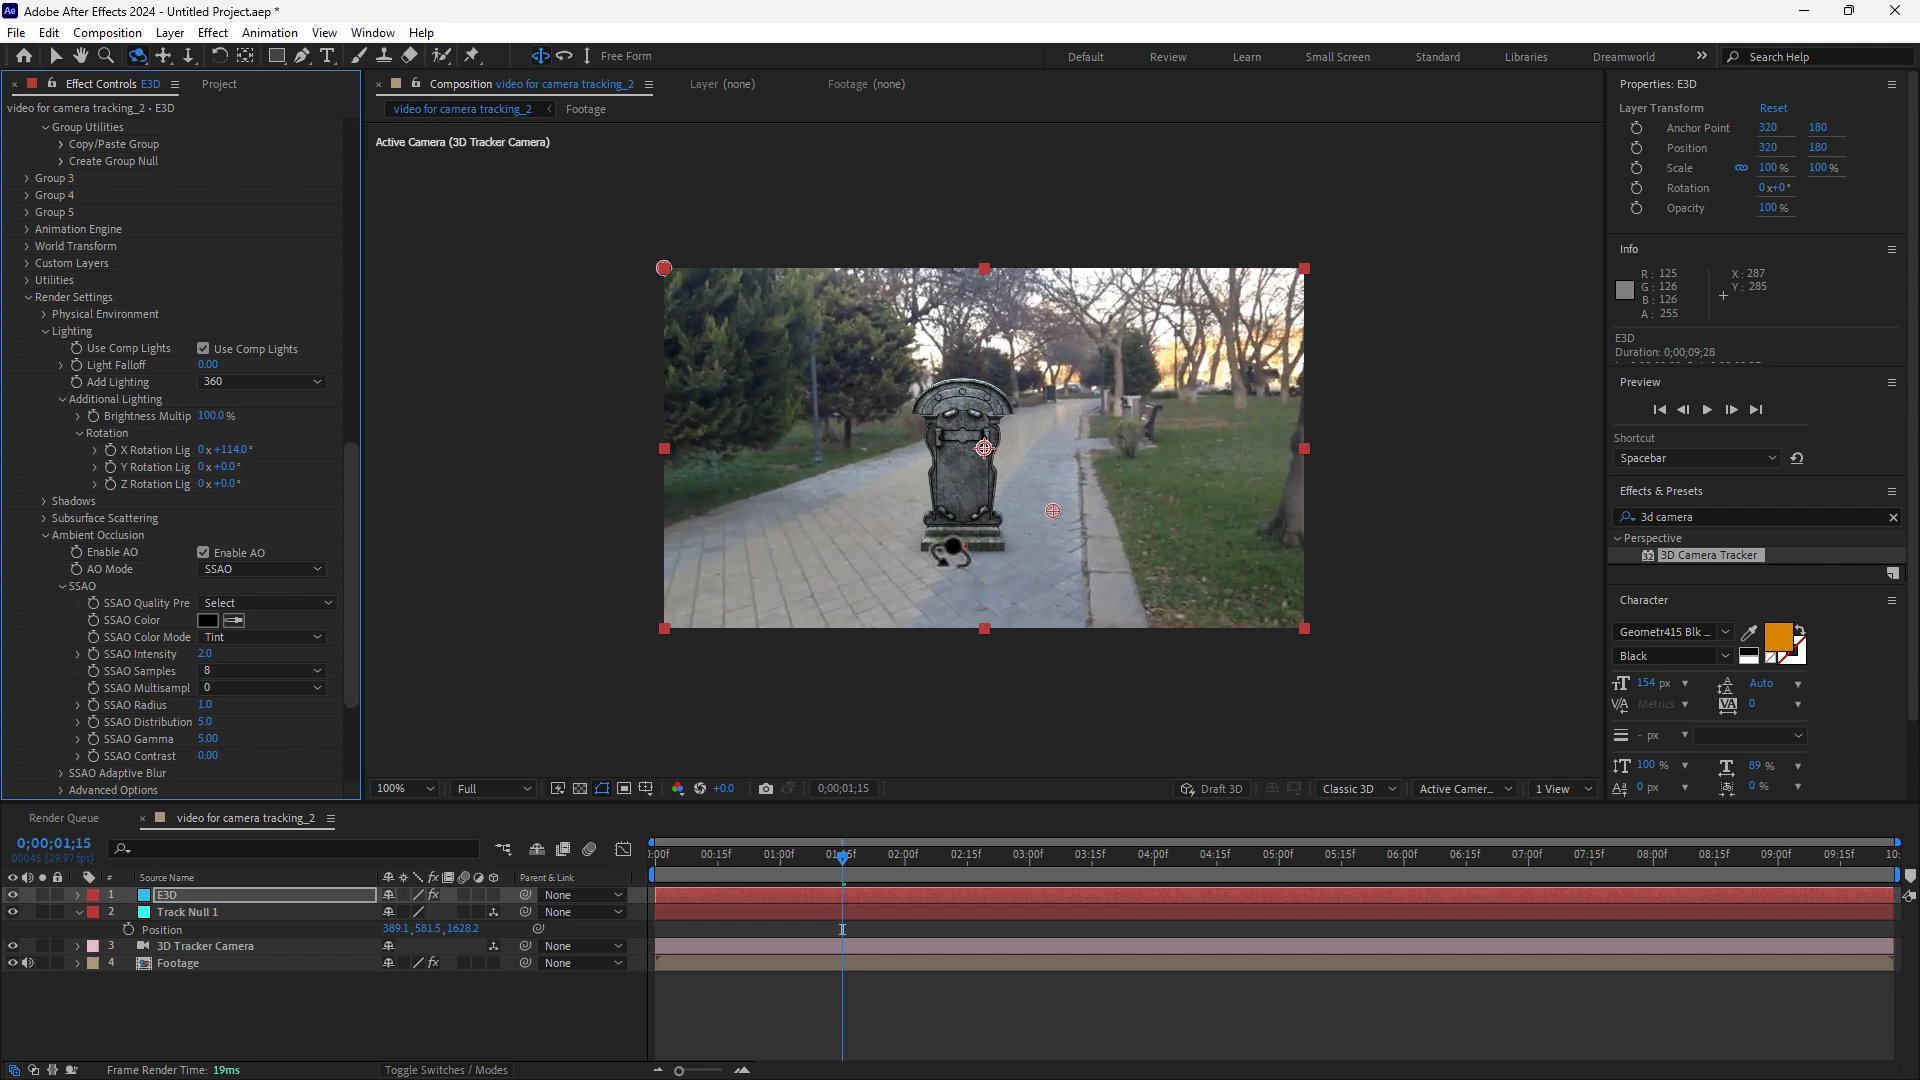 Adobe After Effects 2024 - Untitled Project.aep *
File Edit Composition Layer Effect Animation View Window Help
Free Form
Default Review Learn Small Screen Standard Libraries Dreamworld Search Help
Effect Controls E3D Project
video for camera tracking_2 • E3D
Group Utilities
Copy/Paste Group
Create Group Null
Group 3
Group 4
Group 5
Animation Engine
World Transform
Custom Layers
Utilities
Render Settings
Physical Environment
Lighting
Use Comp Lights Use Comp Lights
Light Falloff 0.00
Add Lighting 360
Additional Lighting
Brightness Multip 100.0 %
Rotation
X Rotation Lig 0 x +114.0°
Y Rotation Lig 0 x +0.0°
Z Rotation Lig 0 x +0.0°
Shadows
Subsurface Scattering
Ambient Occlusion
Enable AO Enable AO
AO Mode SSAO
SSAO
SSAO Quality Pre Select
SSAO Color
SSAO Color Mode Tint
SSAO Intensity 2.0
SSAO Samples 8
SSAO Multisampl 0
SSAO Radius 1.0
SSAO Distribution 5.0
SSAO Gamma 5.00
SSAO Contrast 0.00
SSAO Adaptive Blur
Advanced Options
Composition video for camera tracking_2 Layer (none) Footage (none)
video for camera tracking_2 Footage
Active Camera (3D Tracker Camera)
100% Full +0.0 0;00;01;15 Draft 3D Classic 3D Active Camer... 1 View
Properties: E3D
Layer Transform Reset
Anchor Point 320 180
Position 320 180
Scale 100 % 100 %
Rotation 0 x+0°
Opacity 100 %
Info
R: 125 X: 287
G: 126 Y: 285
B: 126
A: 255
E3D
Duration: 0;00;09;28
Preview
Shortcut
Spacebar
Effects & Presets
3d camera
Perspective
3D Camera Tracker
Character
Geometr415 Blk ...
Black
154 px Auto
Metrics 0
- px
100 % 89 %
0 px 0 %
Render Queue video for camera tracking_2
0;00;01;15
00045 (29.97 fps)
# Source Name Parent & Link
1 E3D None
2 Track Null 1 None
Position 389.1, 581.5, 1628.2
3 3D Tracker Camera None
4 Footage None
:00f 00:15f 01:00f 01:15f 02:00f 02:15f 03:00f 03:15f 04:00f 04:15f 05:00f 05:15f 06:00f 06:15f 07:00f 07:15f 08:00f 08:15f 09:00f 09:15f 10:
Frame Render Time: 19ms Toggle Switches / Modes